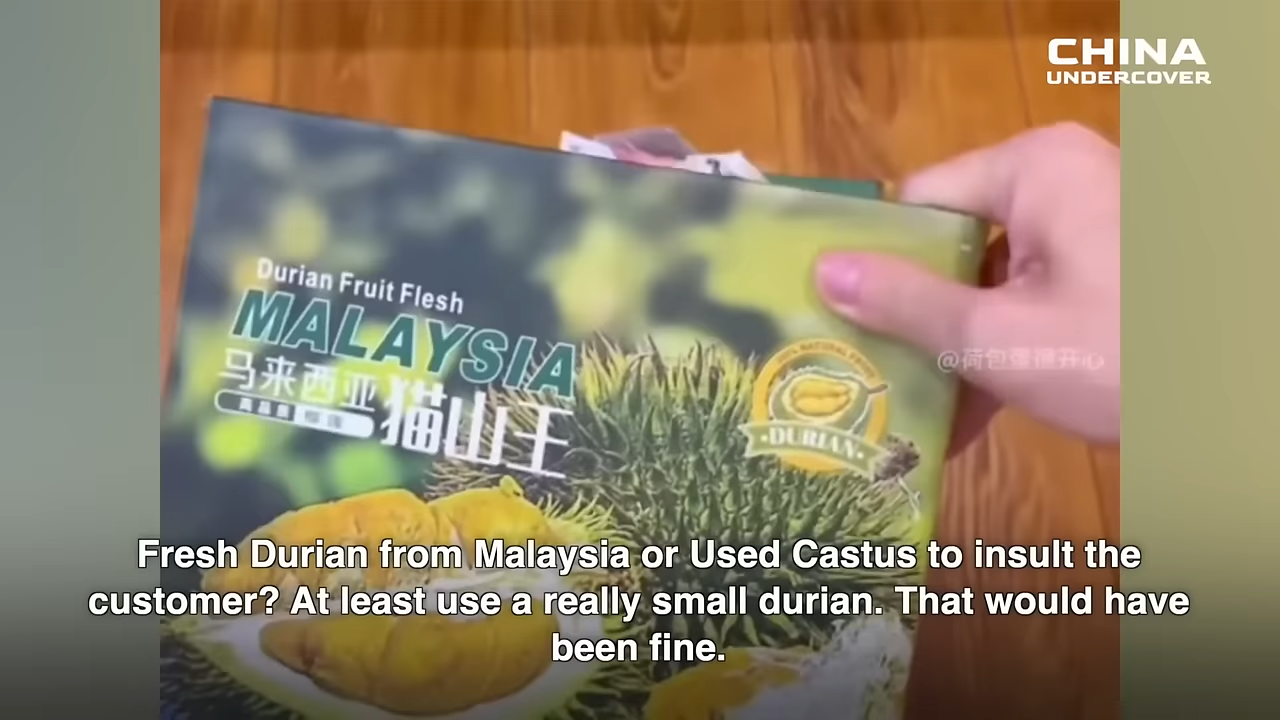 CHINA
UNDERCOVER
Durian Fruit Flesh
MALAYSIA
马来西亚
猫山王
·DURIAN·
Fresh Durian from Malaysia or Used Castus to insult the
customer? At least use a really small durian. That would have
been fine.